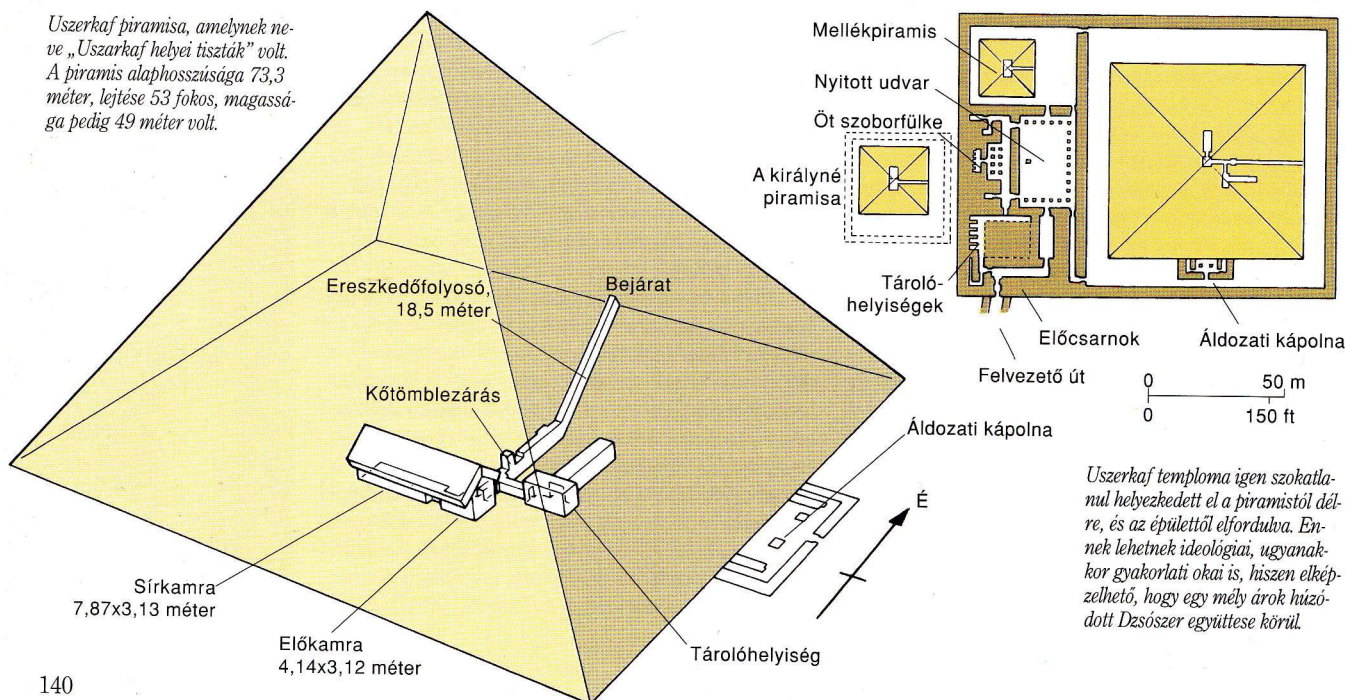 Uszerkaf piramisa, amelynek ne-
ve „Uszarkaf helyei tiszták” volt.
A piramis alaphosszúsága 73,3
méter, lejtése 53 fokos, magassá-
ga pedig 49 méter volt.
Ereszkedőfolyosó,
18,5 méter
Bejárat
Kőtömblezárás
Áldozati kápolna
É
Sírkamra
7,87x3,13 méter
Előkamra
4,14x3,12 méter
Tárolóhelyiség
Mellékpiramis
Nyitott udvar
Öt szoborfülke
A királyné
piramisa
Tároló-
helyiségek
Előcsarnok
Áldozati kápolna
Felvezető út
0 50 m
0 150 ft
Uszerkaf temploma igen szokatla-
nul helyezkedett el a piramistól dél-
re, és az épülettől elfordulva. En-
nek lehetnek ideológiai, ugyanak-
kor gyakorlati okai is, hiszen elkép-
zelhető, hogy egy mély árok húzó-
dott Dzsószer együttese körül.
140